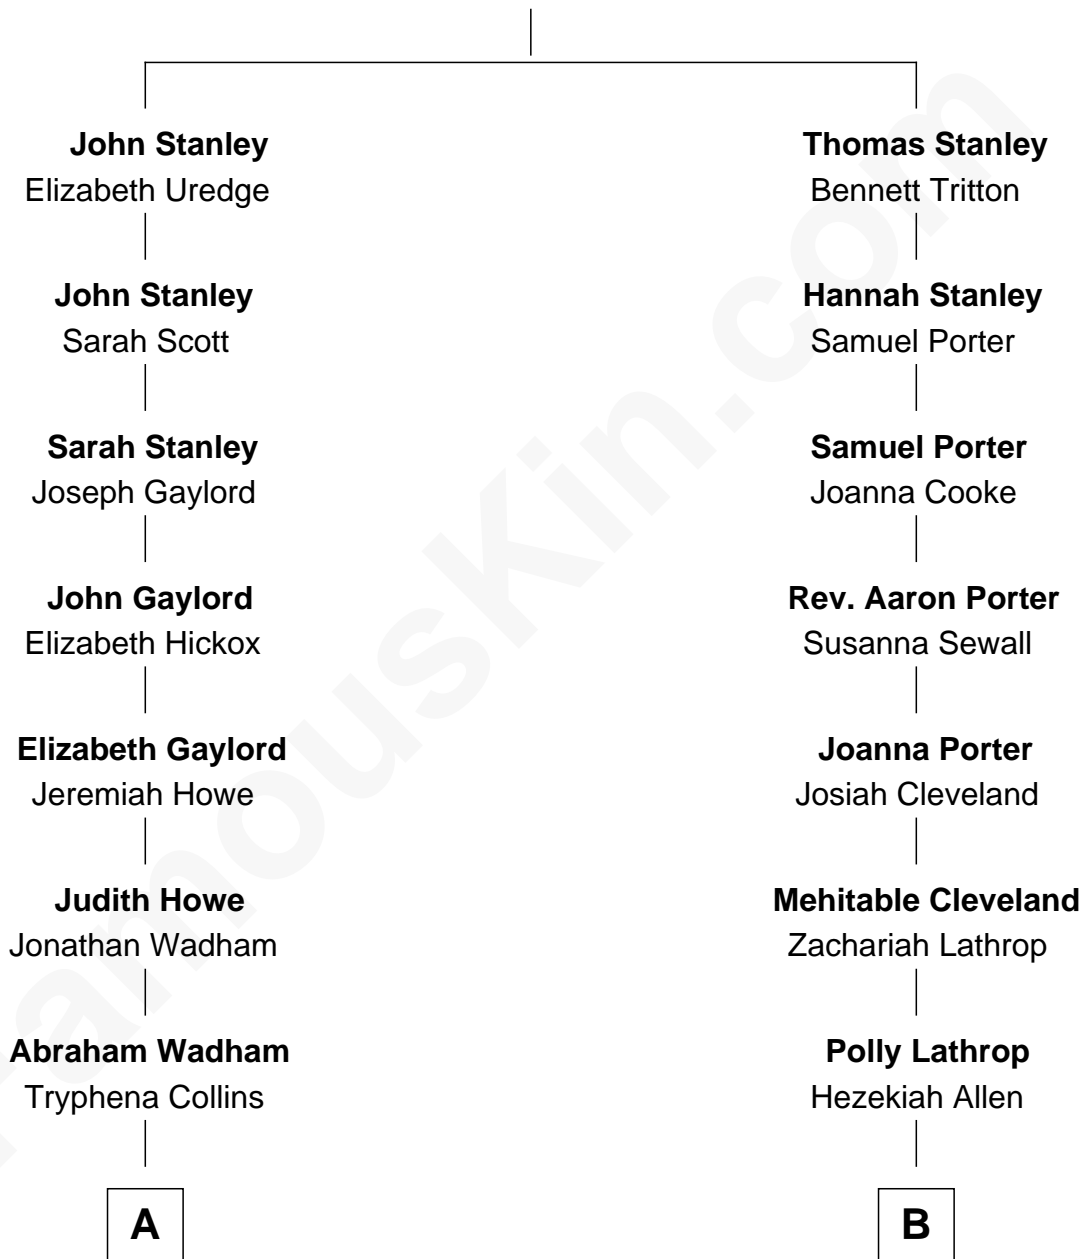 John Stanley
Elizabeth Uredge
John Stanley
Sarah Scott
Sarah Stanley
Joseph Gaylord
John Gaylord
Elizabeth Hickox
Elizabeth Gaylord
Jeremiah Howe
Judith Howe
Jonathan Wadham
Abraham Wadham
Tryphena Collins
A
Thomas Stanley
Bennett Tritton
Hannah Stanley
Samuel Porter
Samuel Porter
Joanna Cooke
Rev. Aaron Porter
Susanna Sewall
Joanna Porter
Josiah Cleveland
Mehitable Cleveland
Zachariah Lathrop
Polly Lathrop
Hezekiah Allen
B
FamousKin.com